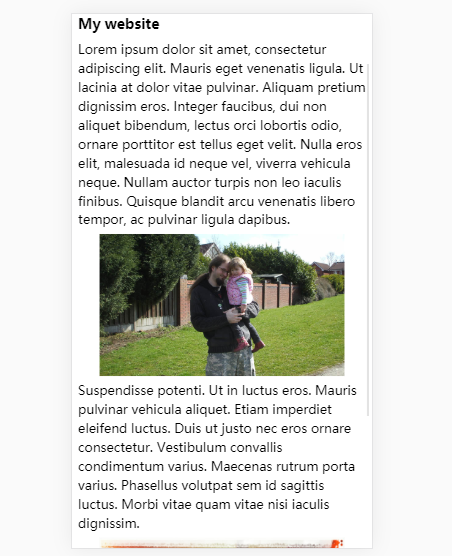 My website
Lorem ipsum dolor sit amet, consectetur
adipiscing elit. Mauris eget venenatis ligula. Ut
lacinia at dolor vitae pulvinar. Aliquam pretium
dignissim eros. Integer faucibus, dui non
aliquet bibendum, lectus orci lobortis odio,
ornare porttitor est tellus eget velit. Nulla eros
elit, malesuada id neque vel, viverra vehicula
neque. Nullam auctor turpis non leo iaculis
finibus. Quisque blandit arcu venenatis libero
tempor, ac pulvinar ligula dapibus.
Suspendisse potenti. Ut in luctus eros. Mauris
pulvinar vehicula aliquet. Etiam imperdiet
eleifend luctus. Duis ut justo nec eros ornare
consectetur. Vestibulum convallis
condimentum varius. Maecenas rutrum porta
varius. Phasellus volutpat sem id sagittis
luctus. Morbi vitae quam vitae nisi iaculis
dignissim.